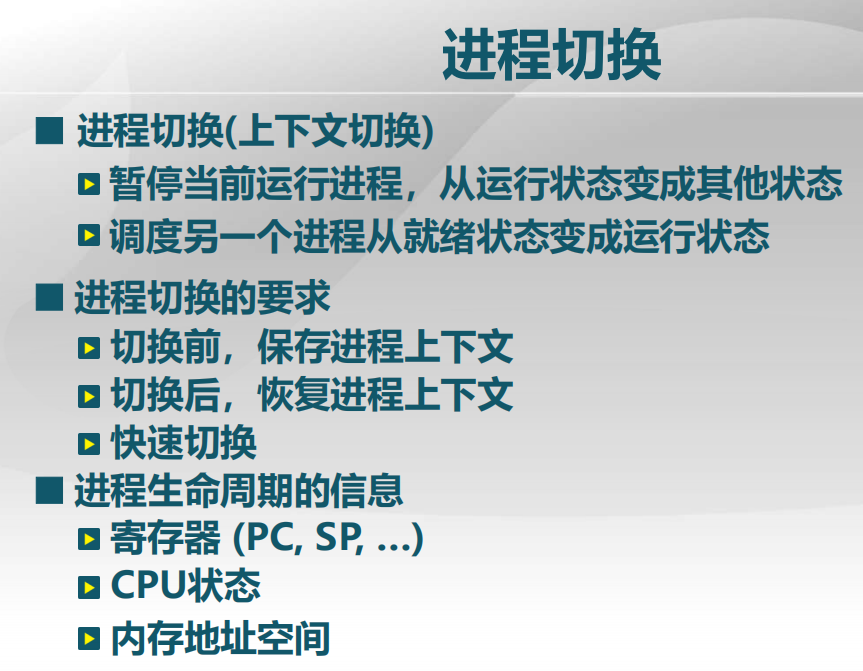 进程切换
进程切换(上下文切换)
暂停当前运行进程，从运行状态变成其他状态
调度另一个进程从就绪状态变成运行状态
进程切换的要求
切换前，保存进程上下文
切换后，恢复进程上下文
快速切换
进程生命周期的信息
寄存器 (PC, SP, ...)
CPU状态
内存地址空间